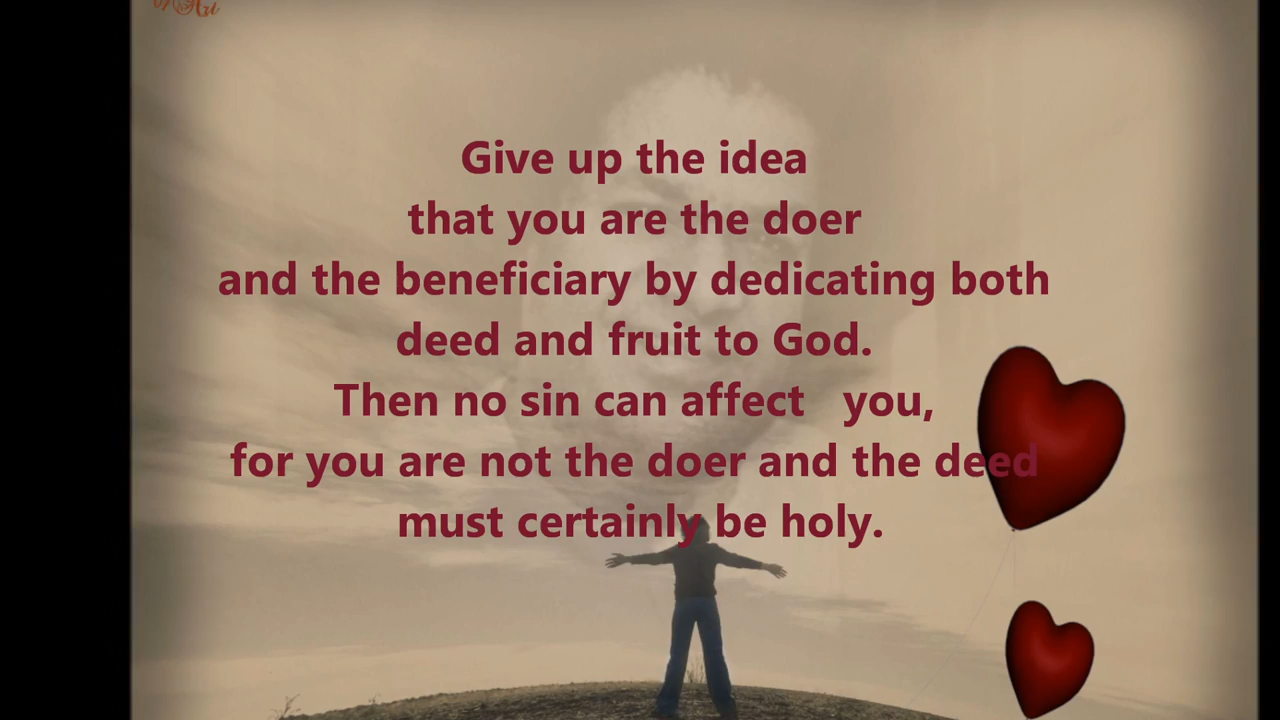 Give up the idea
that you are the doer
and the beneficiary by dedicating both
deed and fruit to God.
Then no sin can affect you,
for you are not the doer and the deed
must certainly be holy.